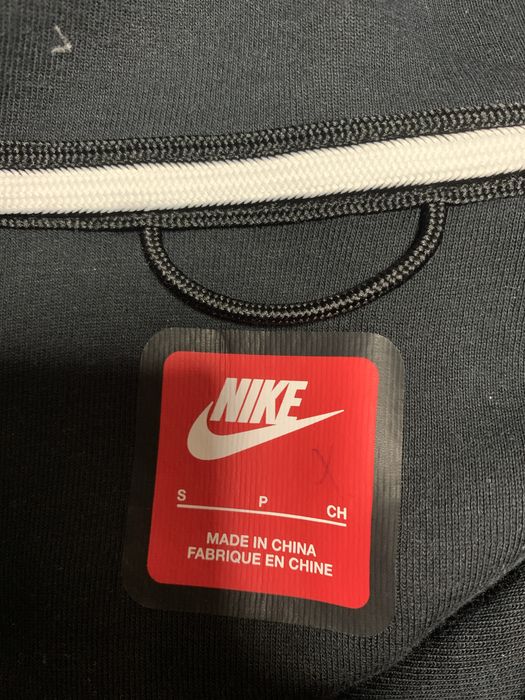 NIKE
S P CH
MADE IN CHINA
FABRIQUE EN CHINE
X